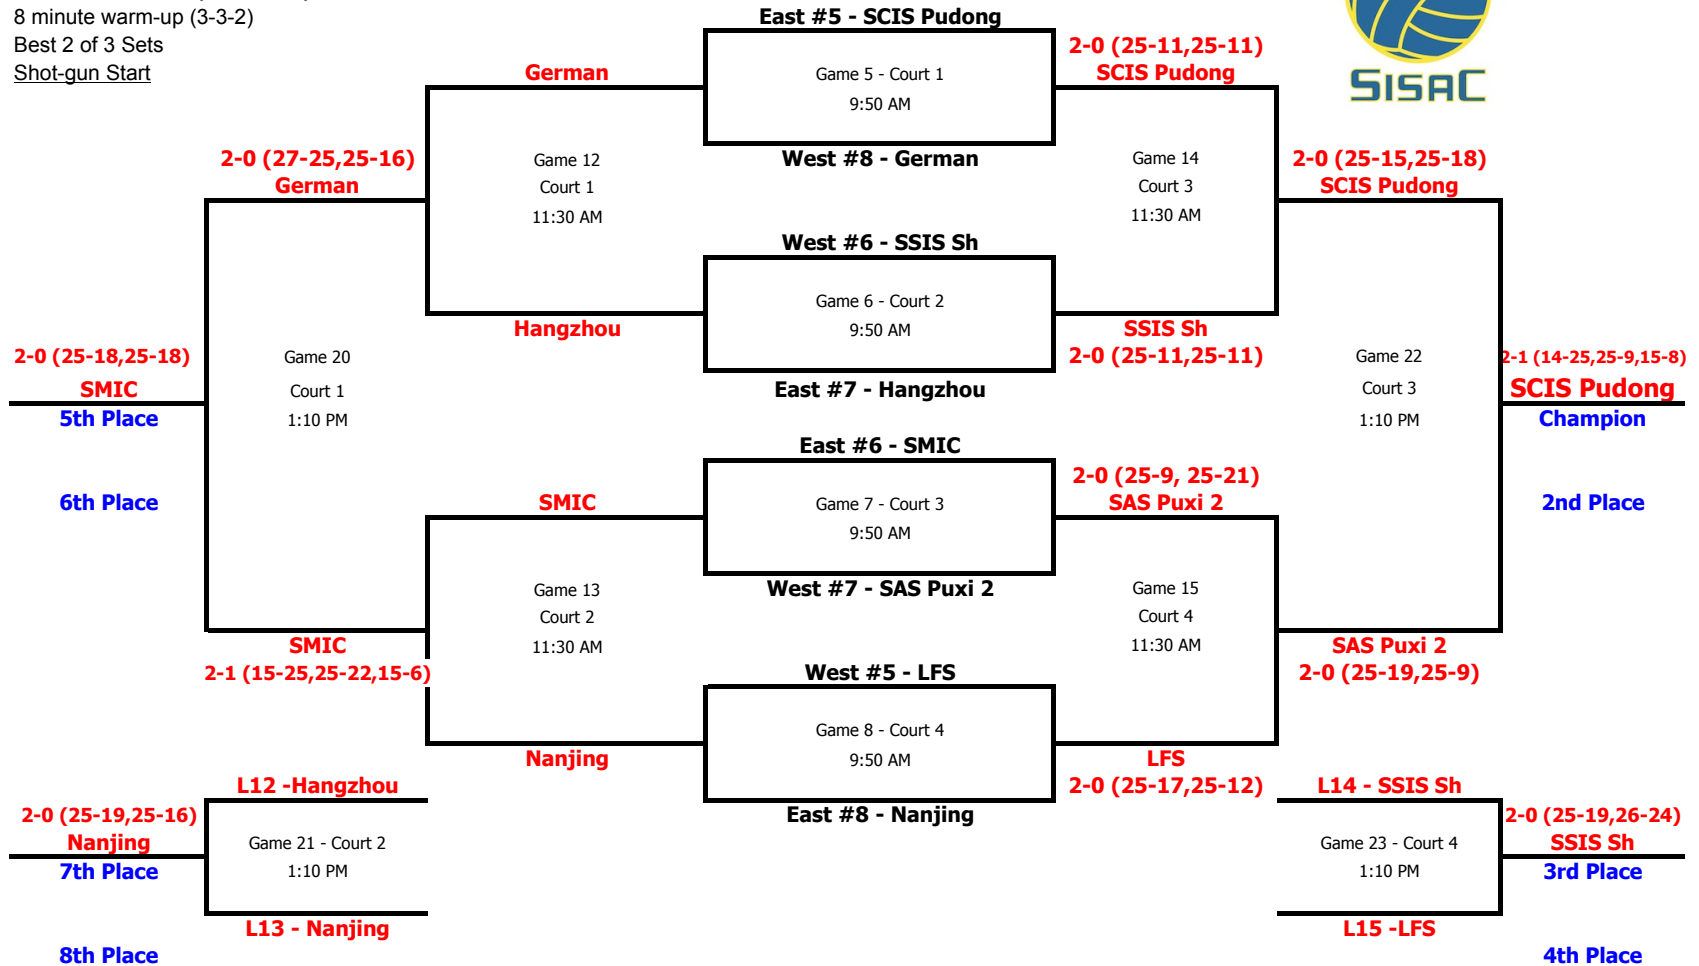 8 minute warm-up (3-3-2)
Best 2 of 3 Sets
Shot-gun Start
SISAC
East #5 - SCIS Pudong
2-0 (25-11,25-11)
German
Game 5 - Court 1
SCIS Pudong
9:50 AM
2-0 (27-25,25-16)
German
Game 12
Court 1
11:30 AM
West #8 - German
Game 14
Court 3
11:30 AM
2-0 (25-15,25-18)
SCIS Pudong
West #6 - SSIS Sh
Game 6 - Court 2
9:50 AM
Hangzhou
SSIS Sh
2-0 (25-11,25-11)
East #7 - Hangzhou
2-0 (25-18,25-18)
SMIC
5th Place
6th Place
Game 20
Court 1
1:10 PM
Game 22
Court 3
1:10 PM
2-1 (14-25,25-9,15-8)
SCIS Pudong
Champion
2nd Place
East #6 - SMIC
2-0 (25-9, 25-21)
SMIC
Game 7 - Court 3
SAS Puxi 2
9:50 AM
West #7 - SAS Puxi 2
Game 13
Court 2
11:30 AM
Game 15
Court 4
11:30 AM
SMIC
2-1 (15-25,25-22,15-6)
SAS Puxi 2
2-0 (25-19,25-9)
West #5 - LFS
Game 8 - Court 4
9:50 AM
Nanjing
LFS
2-0 (25-17,25-12)
East #8 - Nanjing
L12 -Hangzhou
2-0 (25-19,25-16)
Nanjing
7th Place
Game 21 - Court 2
1:10 PM
L13 - Nanjing
8th Place
L14 - SSIS Sh
2-0 (25-19,26-24)
SSIS Sh
3rd Place
Game 23 - Court 4
1:10 PM
L15 -LFS
4th Place